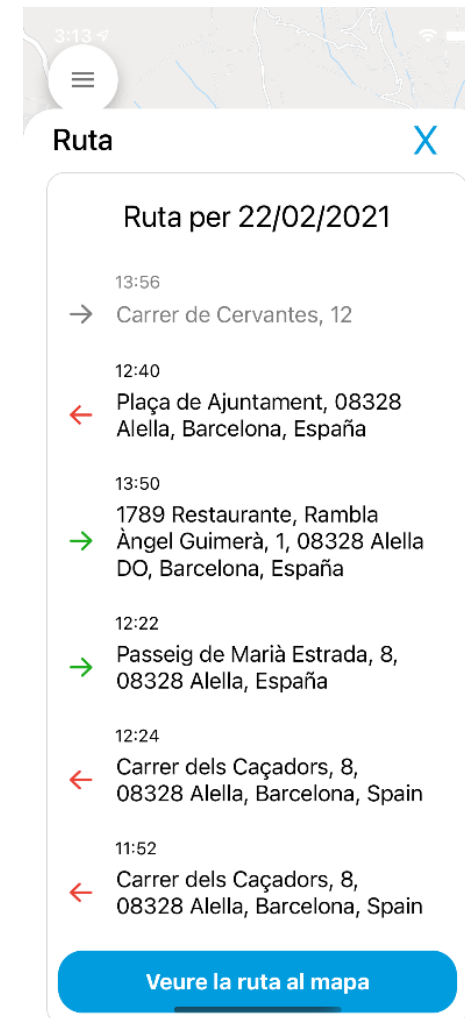 3:13
Ruta
X
Ruta per 22/02/2021
13:56
Carrer de Cervantes, 12
12:40
Plaça de Ajuntament, 08328
Alella, Barcelona, España
13:50
1789 Restaurante, Rambla
Àngel Guimerà, 1, 08328 Alella
DO, Barcelona, España
12:22
Passeig de Marià Estrada, 8,
08328 Alella, España
12:24
Carrer dels Caçadors, 8,
08328 Alella, Barcelona, Spain
11:52
Carrer dels Caçadors, 8,
08328 Alella, Barcelona, Spain
Veure la ruta al mapa